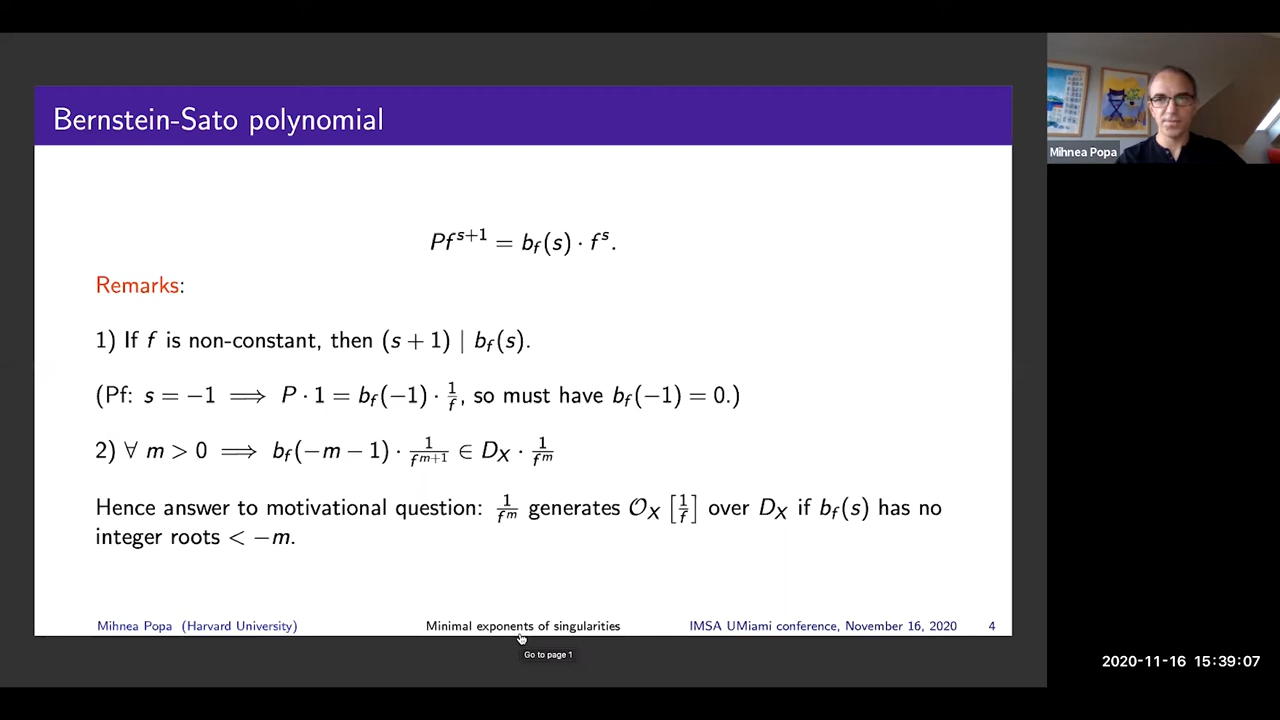 Bernstein-Sato polynomial
Mihnea Popa
Pf^{s+1} = b_f(s) · f^s.
Remarks:
1) If f is non-constant, then (s + 1) | b_f(s).
(Pf: s = −1 ⟹ P · 1 = b_f(−1) · 1/f, so must have b_f(−1) = 0.)
2) ∀ m > 0 ⟹ b_f(−m − 1) · 1/f^{m+1} ∈ D_X · 1/f^m
Hence answer to motivational question: 1/f^m generates 𝒪_X [1/f] over D_X if b_f(s) has no
integer roots < −m.
Mihnea Popa (Harvard University) Minimal exponents of singularities IMSA UMiami conference, November 16, 2020 4
Go to page 1
2020-11-16 15:39:07